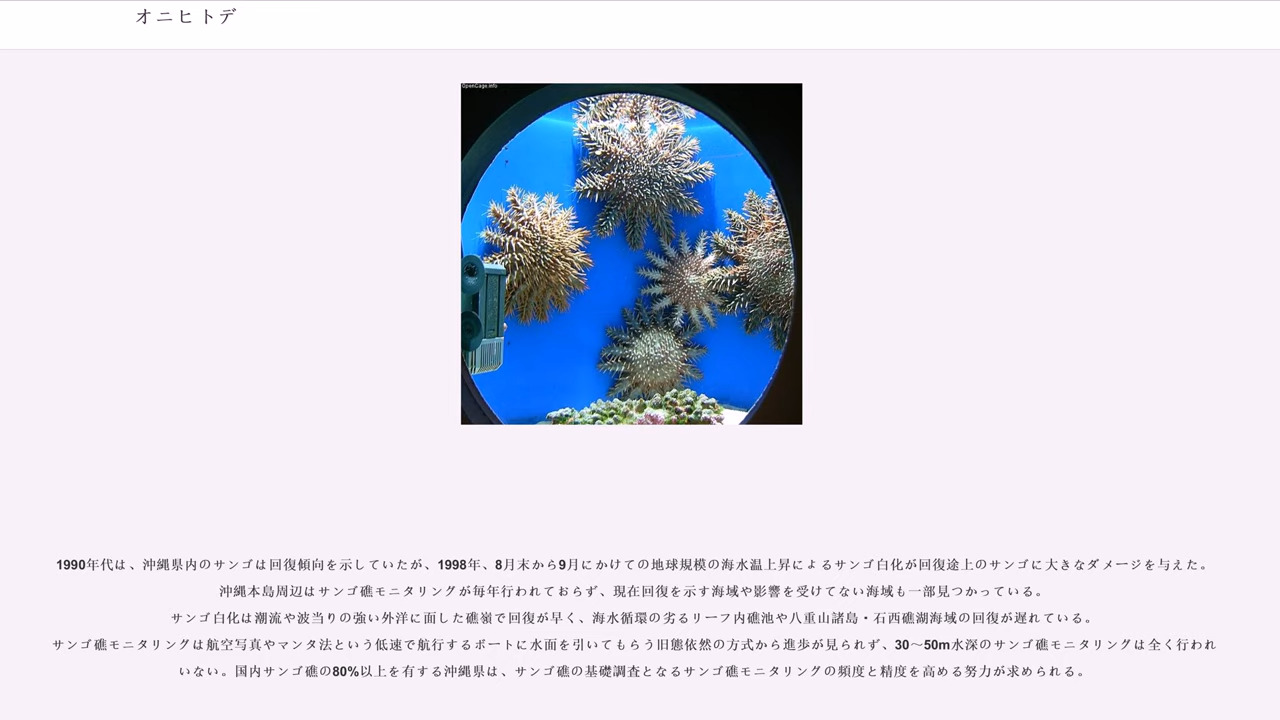 オニヒトデ
OpenCage.info
1990年代は、沖縄県内のサンゴは回復傾向を示していたが、1998年、8月末から9月にかけての地球規模の海水温上昇によるサンゴ白化が回復途上のサンゴに大きなダメージを与えた。
沖縄本島周辺はサンゴ礁モニタリングが毎年行われておらず、現在回復を示す海域や影響を受けてない海域も一部見つかっている。
サンゴ白化は潮流や波当りの強い外洋に面した礁嶺で回復が早く、海水循環の劣るリーフ内礁池や八重山諸島・石西礁湖海域の回復が遅れている。
サンゴ礁モニタリングは航空写真やマンタ法という低速で航行するボートに水面を引いてもらう旧態依然の方式から進歩が見られず、30〜50m水深のサンゴ礁モニタリングは全く行われ
いない。国内サンゴ礁の80%以上を有する沖縄県は、サンゴ礁の基礎調査となるサンゴ礁モニタリングの頻度と精度を高める努力が求められる。